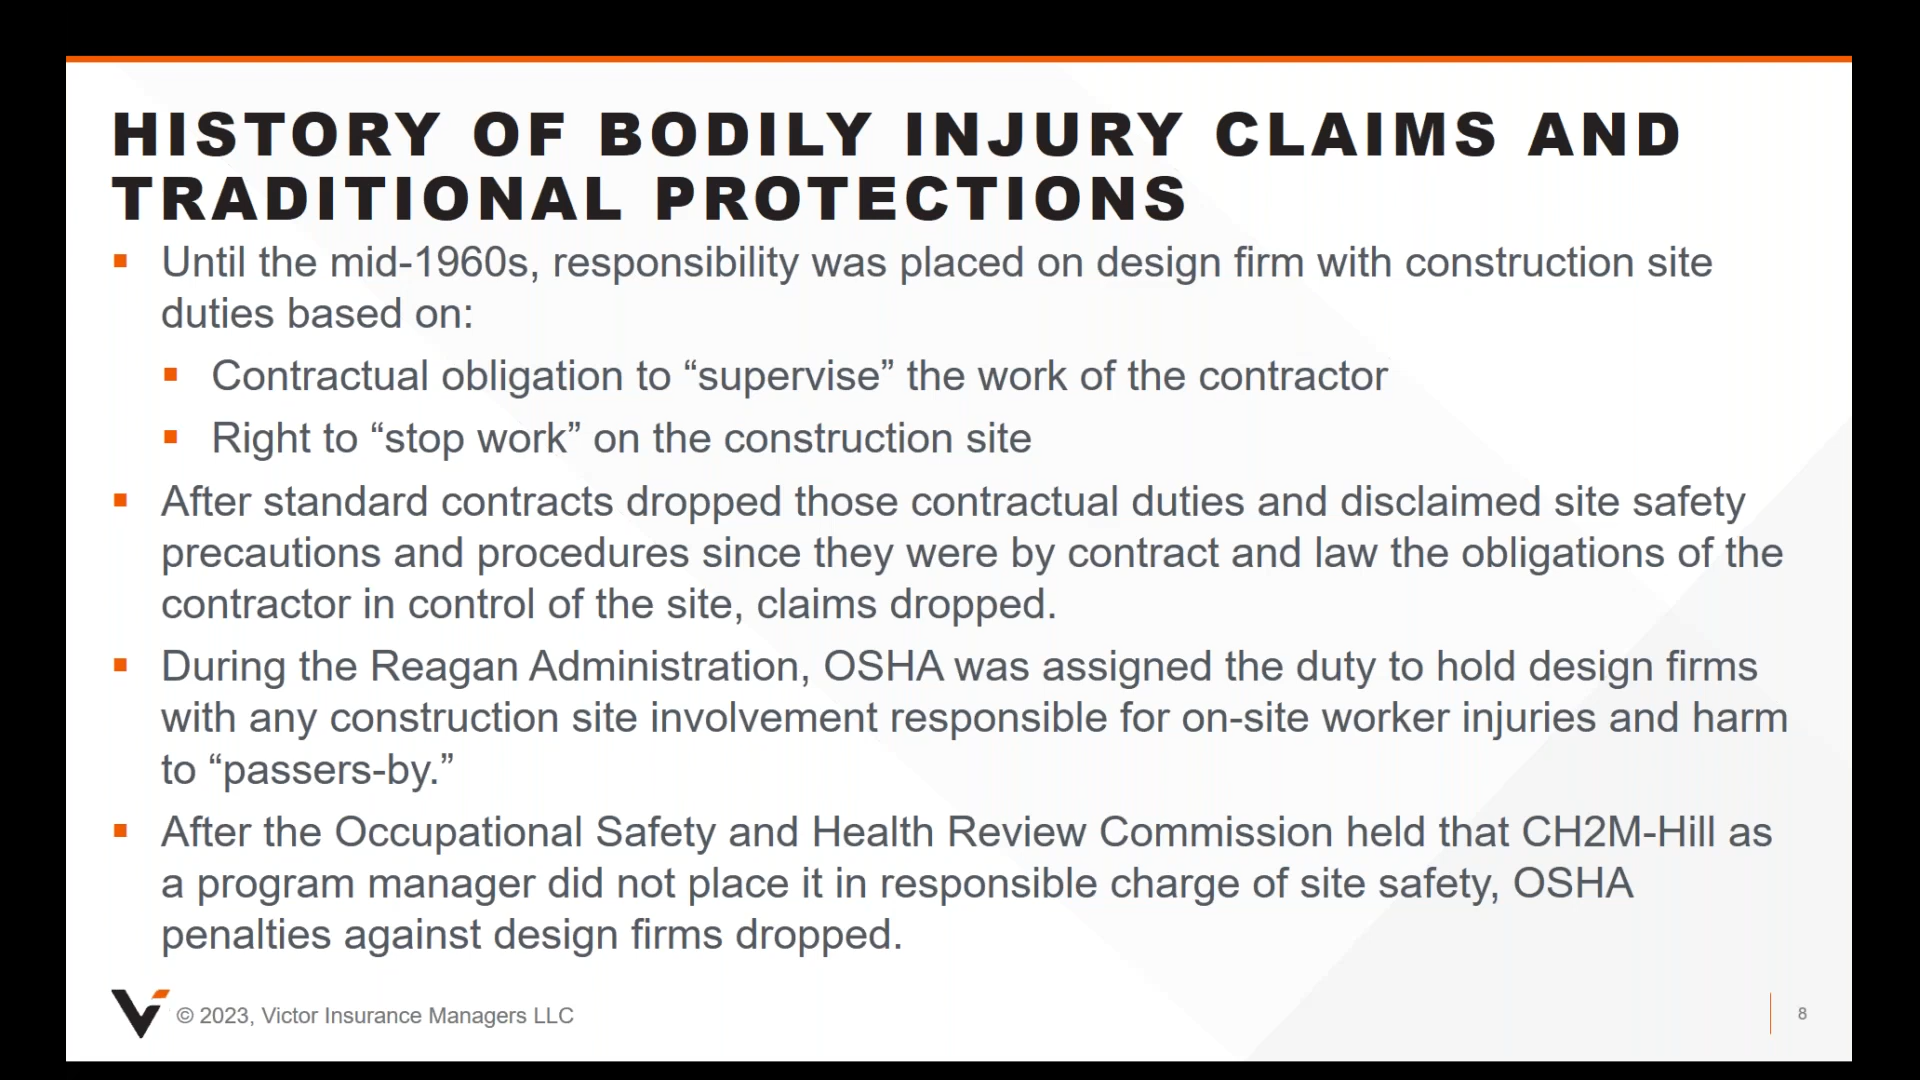 HISTORY OF BODILY INJURY CLAIMS AND
TRADITIONAL PROTECTIONS
▪ Until the mid-1960s, responsibility was placed on design firm with construction site
duties based on:
▪ Contractual obligation to “supervise” the work of the contractor
▪ Right to “stop work” on the construction site
▪ After standard contracts dropped those contractual duties and disclaimed site safety
precautions and procedures since they were by contract and law the obligations of the
contractor in control of the site, claims dropped.
▪ During the Reagan Administration, OSHA was assigned the duty to hold design firms
with any construction site involvement responsible for on-site worker injuries and harm
to “passers-by.”
▪ After the Occupational Safety and Health Review Commission held that CH2M-Hill as
a program manager did not place it in responsible charge of site safety, OSHA
penalties against design firms dropped.
© 2023, Victor Insurance Managers LLC
8